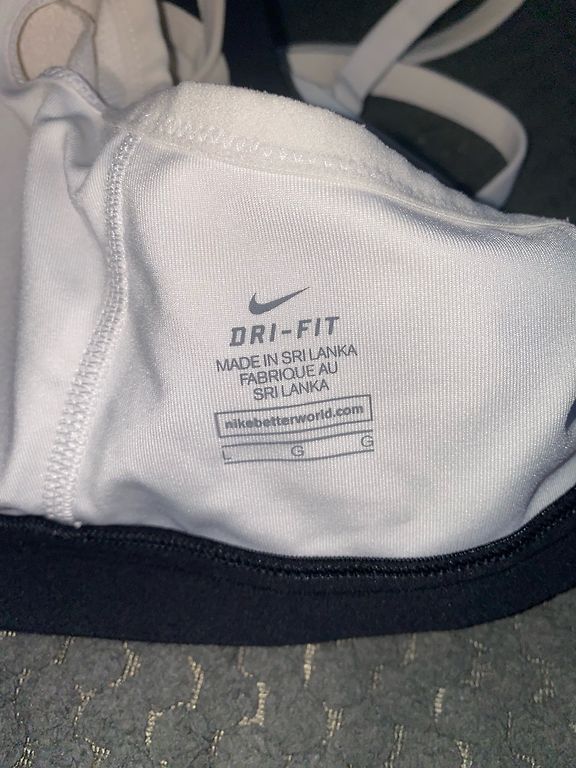 DRI-FIT
MADE IN SRI LANKA
FABRIQUE AU
SRI LANKA
nikebetterworld.com
L G G